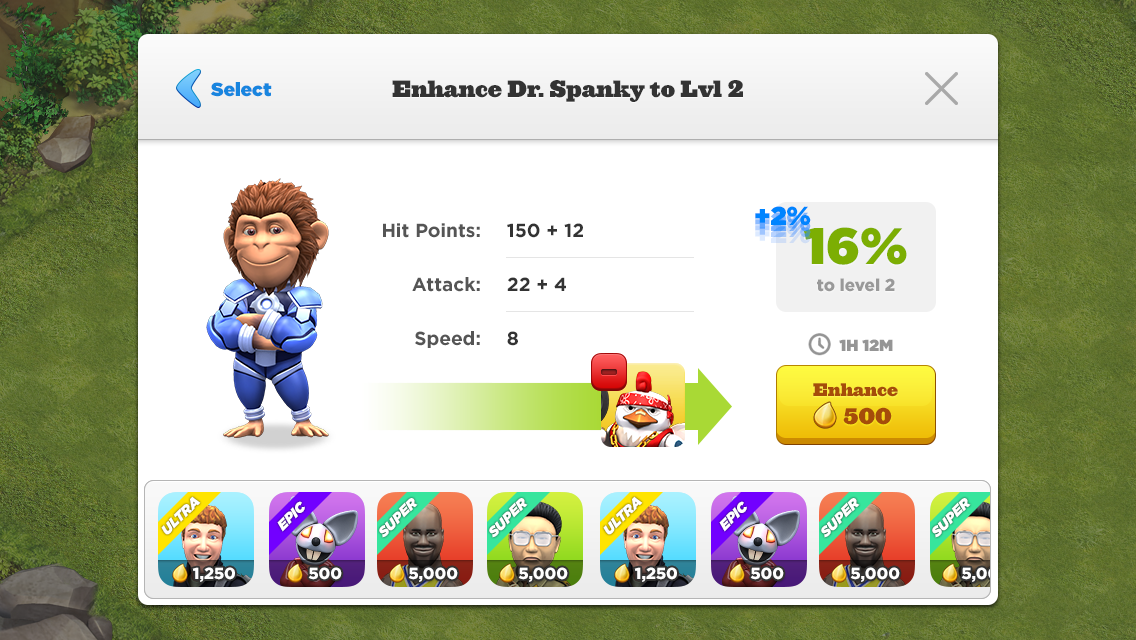 Select
Enhance Dr. Spanky to Lvl 2
Hit Points: 150 + 12
Attack: 22 + 4
Speed: 8
+2%
16%
to level 2
1H 12M
Enhance
500
ULTRA
1,250
EPIC
500
SUPER
5,000
SUPER
5,000
ULTRA
1,250
EPIC
500
SUPER
5,000
SUPER
5,0